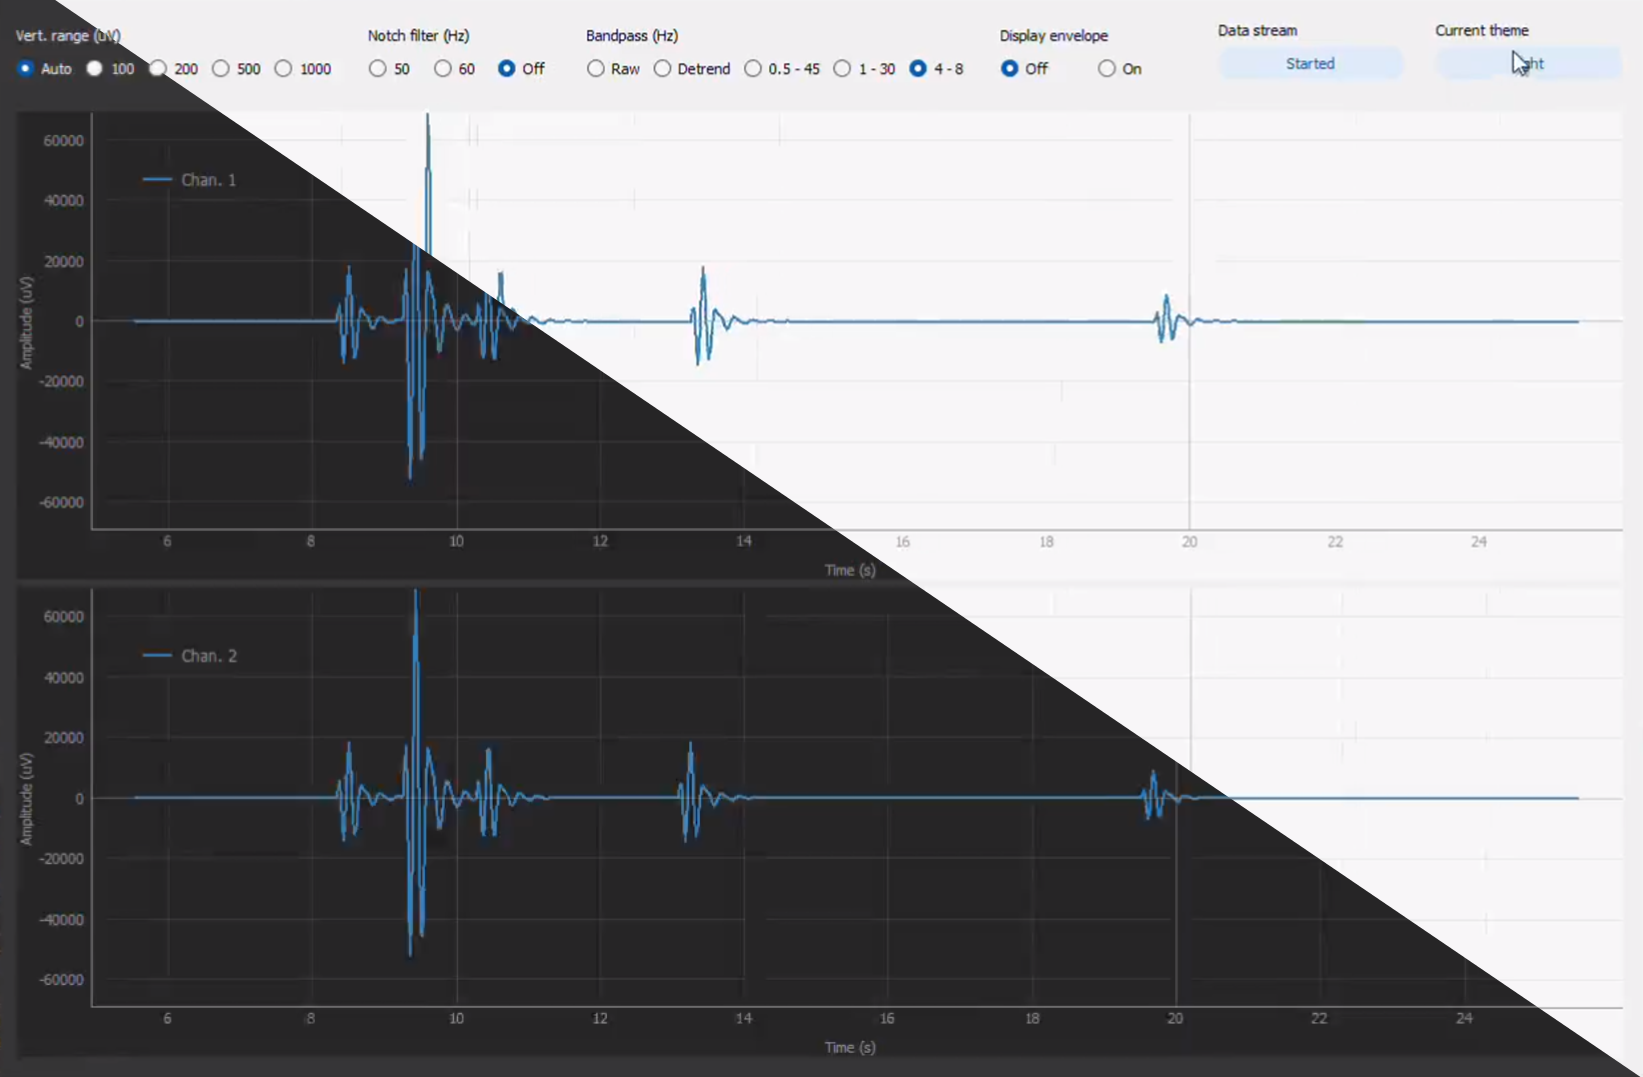 Vert. range (uV) Notch filter (Hz) Bandpass (Hz) Display envelope Data stream Current theme
Auto 100 200 500 1000 50 60 Off Raw Detrend 0.5 - 45 1 - 30 4 - 8 Off On Started
60000
Chan. 1
40000
20000
0
-20000
-40000
-60000
Amplitude (uV)
6 8 10 12 14 16 18 20 22 24
Time (s)
60000
Chan. 2
40000
20000
0
-20000
-40000
-60000
Amplitude (uV)
6 8 10 12 14 16 18 20 22 24
Time (s)